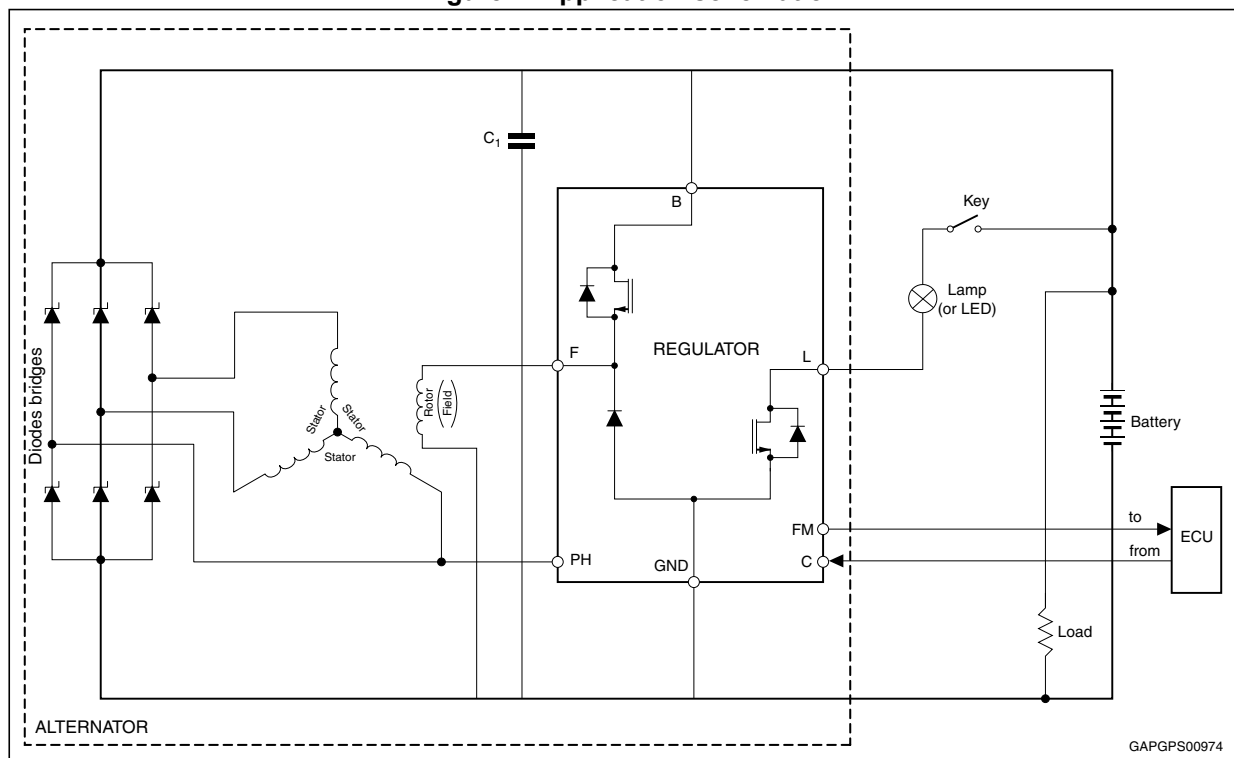 C1
B
Key
Lamp
(or LED)
Diodes bridges
Stator
Stator
Stator
Rotor
(Field)
F
REGULATOR
L
Battery
FM
to
ECU
from
PH
GND
C
Load
ALTERNATOR
GAPGPS00974